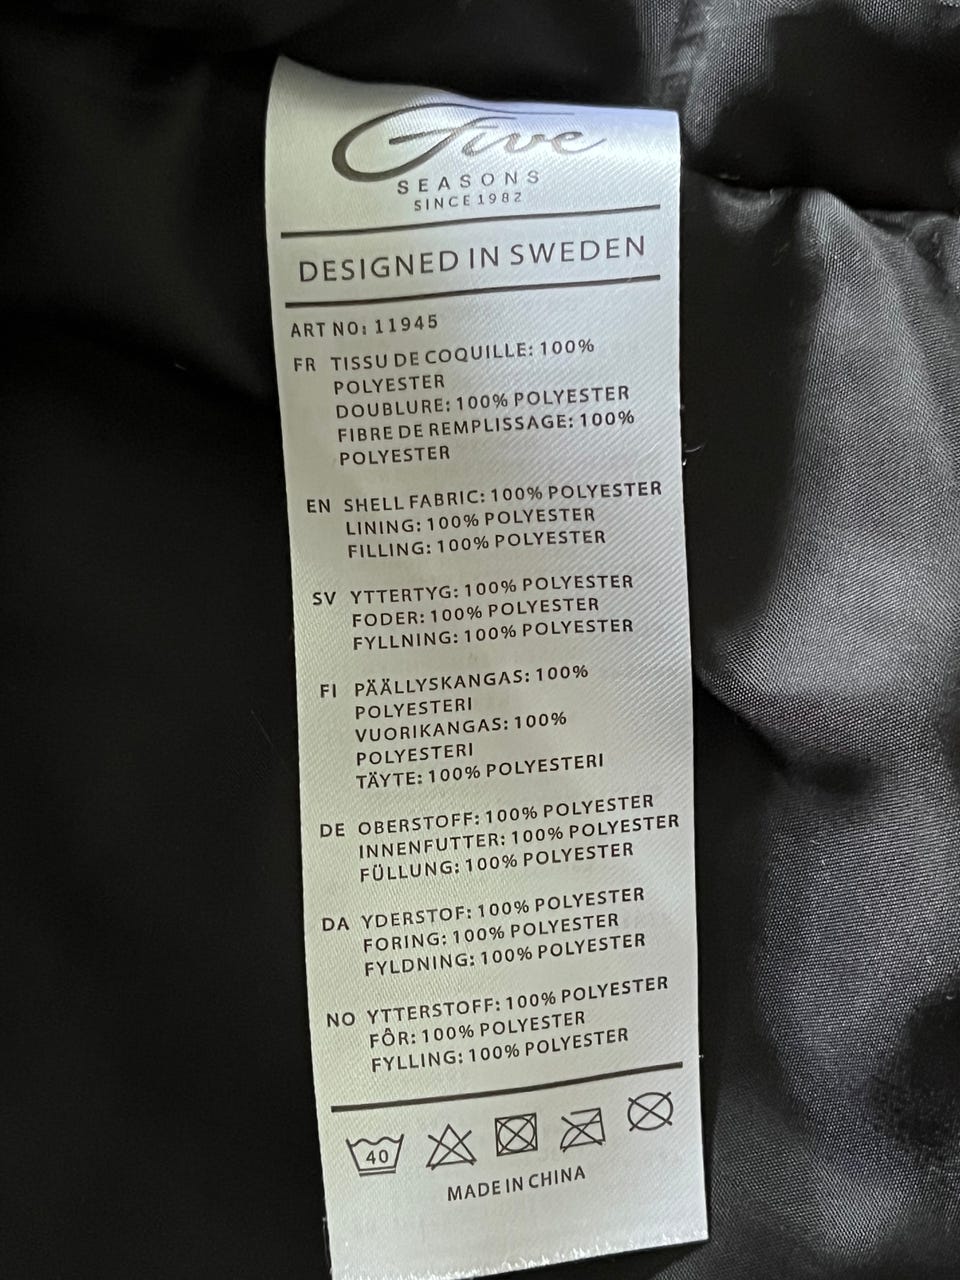 Five
SEASONS
SINCE 1982
DESIGNED IN SWEDEN
ART NO: 11945
FR TISSU DE COQUILLE: 100%
POLYESTER
DOUBLURE: 100% POLYESTER
FIBRE DE REMPLISSAGE: 100%
POLYESTER
EN SHELL FABRIC: 100% POLYESTER
LINING: 100% POLYESTER
FILLING: 100% POLYESTER
SV YTTERTYG: 100% POLYESTER
FODER: 100% POLYESTER
FYLLNING: 100% POLYESTER
FI PÄÄLLYSKANGAS: 100%
POLYESTERI
VUORIKANGAS: 100%
POLYESTERI
TÄYTE: 100% POLYESTERI
DE OBERSTOFF: 100% POLYESTER
INNENFUTTER: 100% POLYESTER
FÜLLUNG: 100% POLYESTER
DA YDERSTOF: 100% POLYESTER
FORING: 100% POLYESTER
FYLDNING: 100% POLYESTER
NO YTTERSTOFF: 100% POLYESTER
FÔR: 100% POLYESTER
FYLLING: 100% POLYESTER
40
MADE IN CHINA